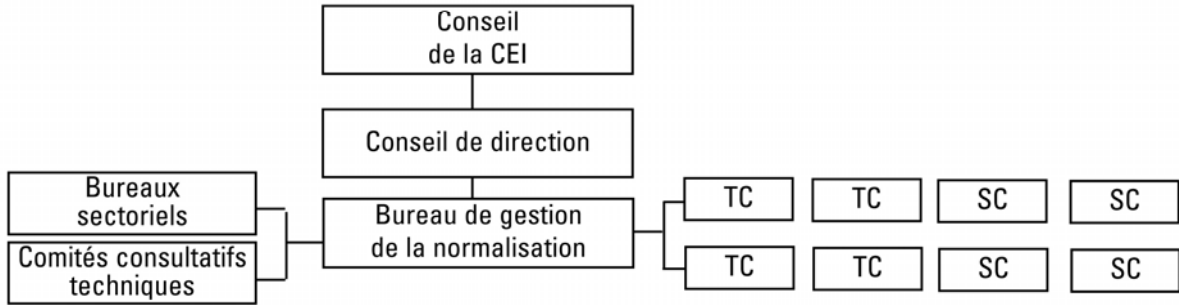 Conseil
de la CEI
Conseil de direction
Bureaux
sectoriels
Comités consultatifs
techniques
Bureau de gestion
de la normalisation
TC TC SC SC
TC TC SC SC